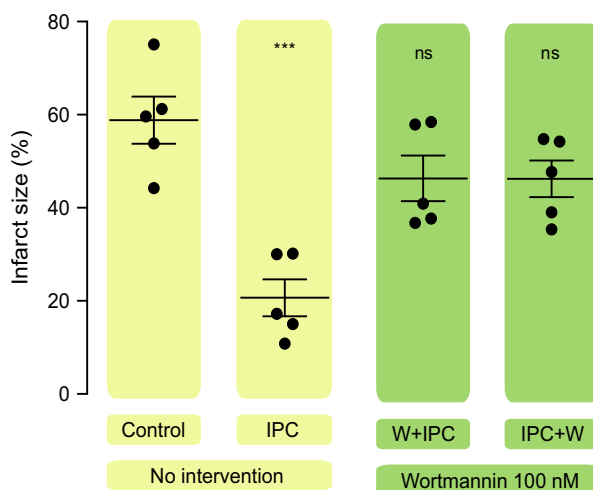 80
60
40
20
0
Infarct size (%)
***
ns
ns
Control
IPC
W+IPC
IPC+W
No intervention
Wortmannin 100 nM